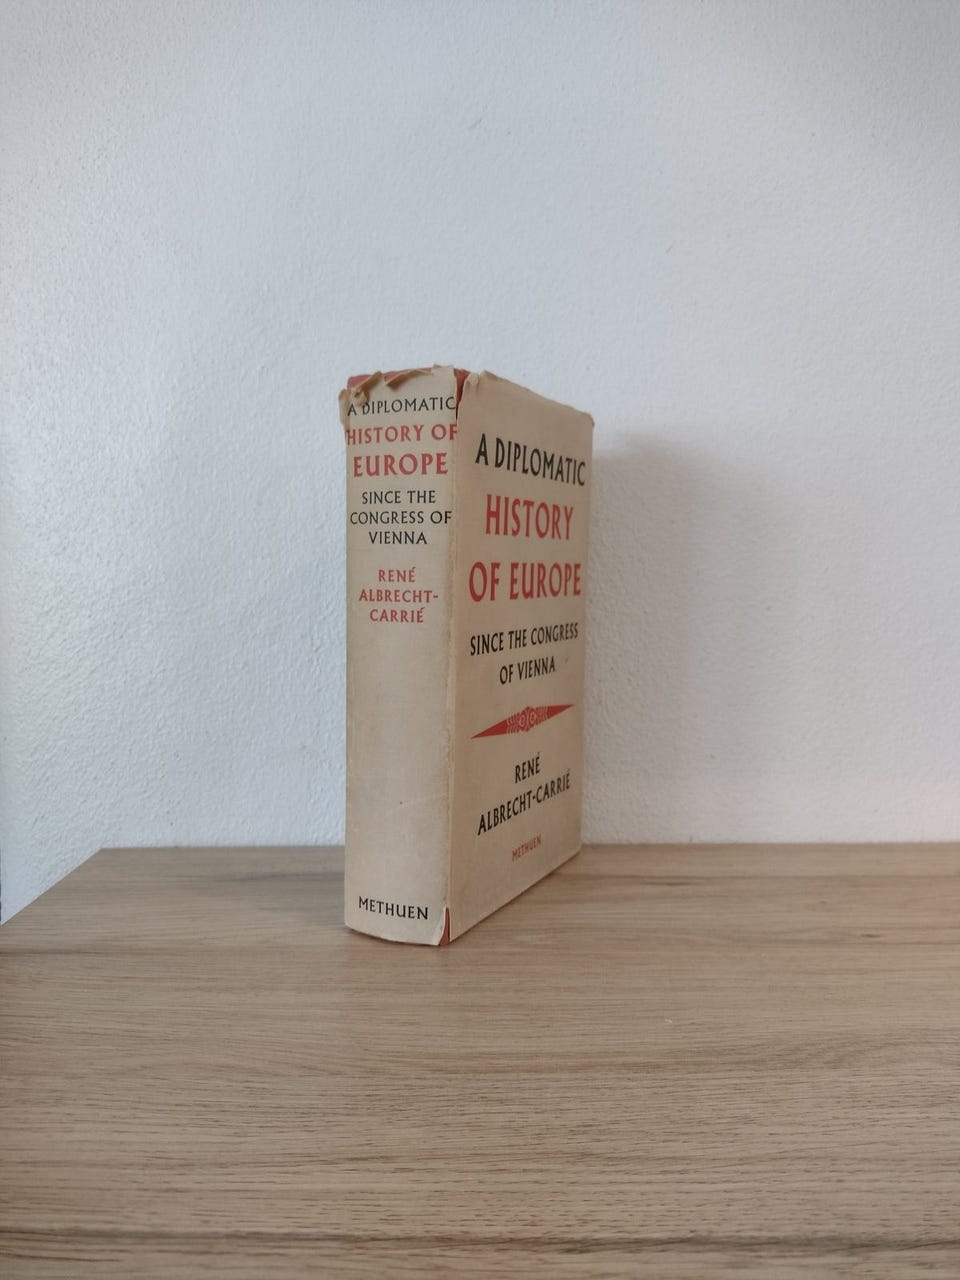 A DIPLOMATIC
HISTORY OF
EUROPE
SINCE THE
CONGRESS OF
VIENNA
RENÉ
ALBRECHT-
CARRIÉ
METHUEN
A DIPLOMATIC
HISTORY
OF EUROPE
SINCE THE CONGRESS
OF VIENNA
RENÉ
ALBRECHT-CARRIÉ
METHUEN